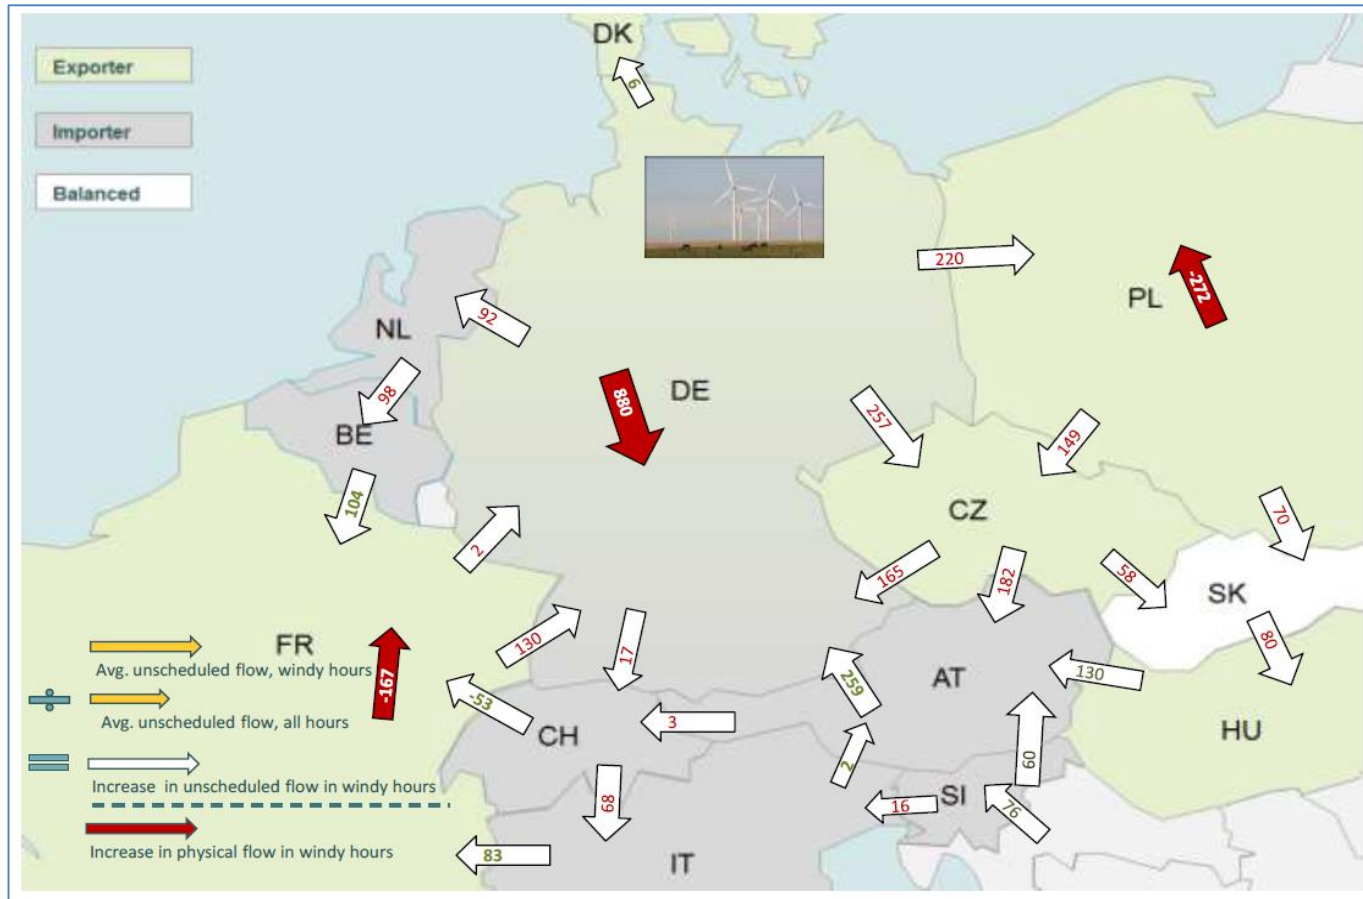 DK
Exporter
6
Importer
Balanced
220
-272
PL
92
NL
DE
880
98
257
149
BE
104
CZ
70
2
165
182
58
SK
FR
130
17
80
Avg. unscheduled flow, windy hours
-167
259
AT
130
-53
Avg. unscheduled flow, all hours
CH
3
HU
2
60
Increase in unscheduled flow in windy hours
68
16
SI
76
Increase in physical flow in windy hours
83
IT